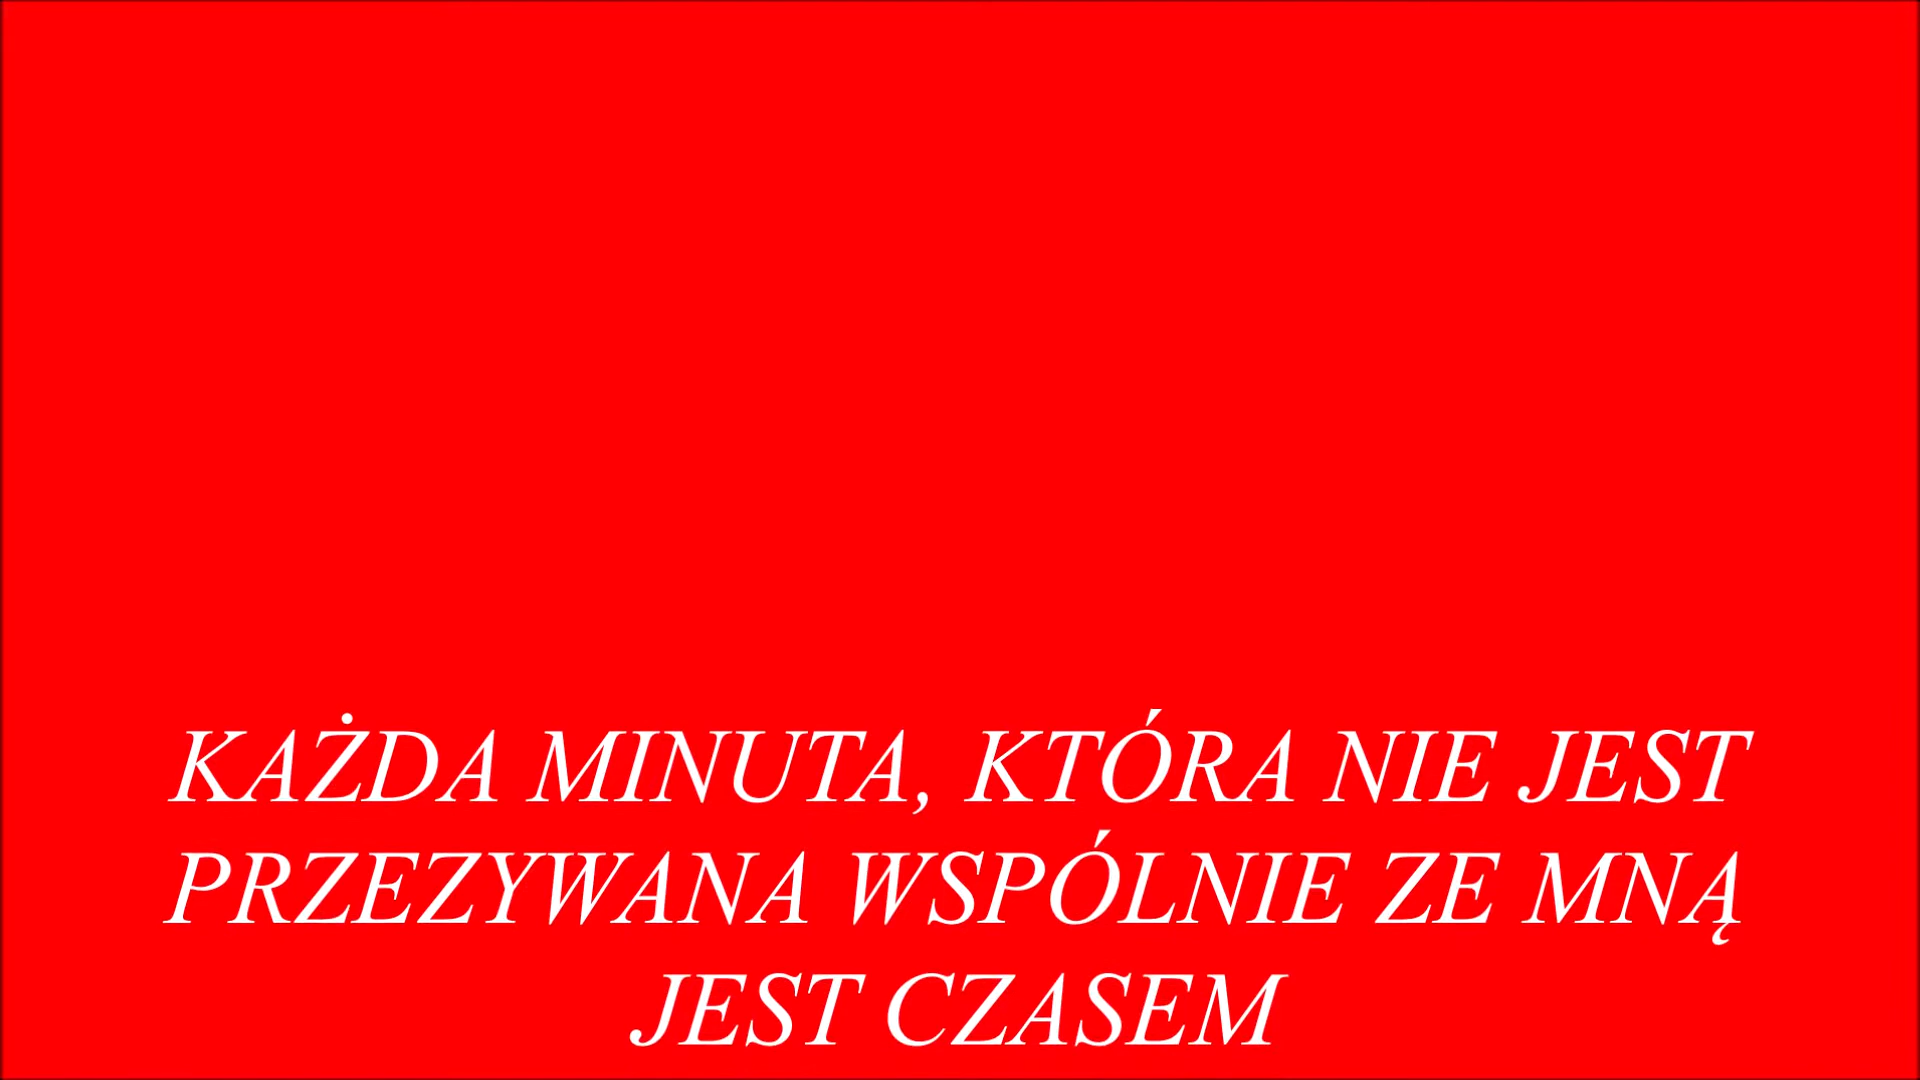 KAŻDA MINUTA, KTÓRA NIE JEST
PRZEZYWANA WSPÓLNIE ZE MNĄ
JEST CZASEM